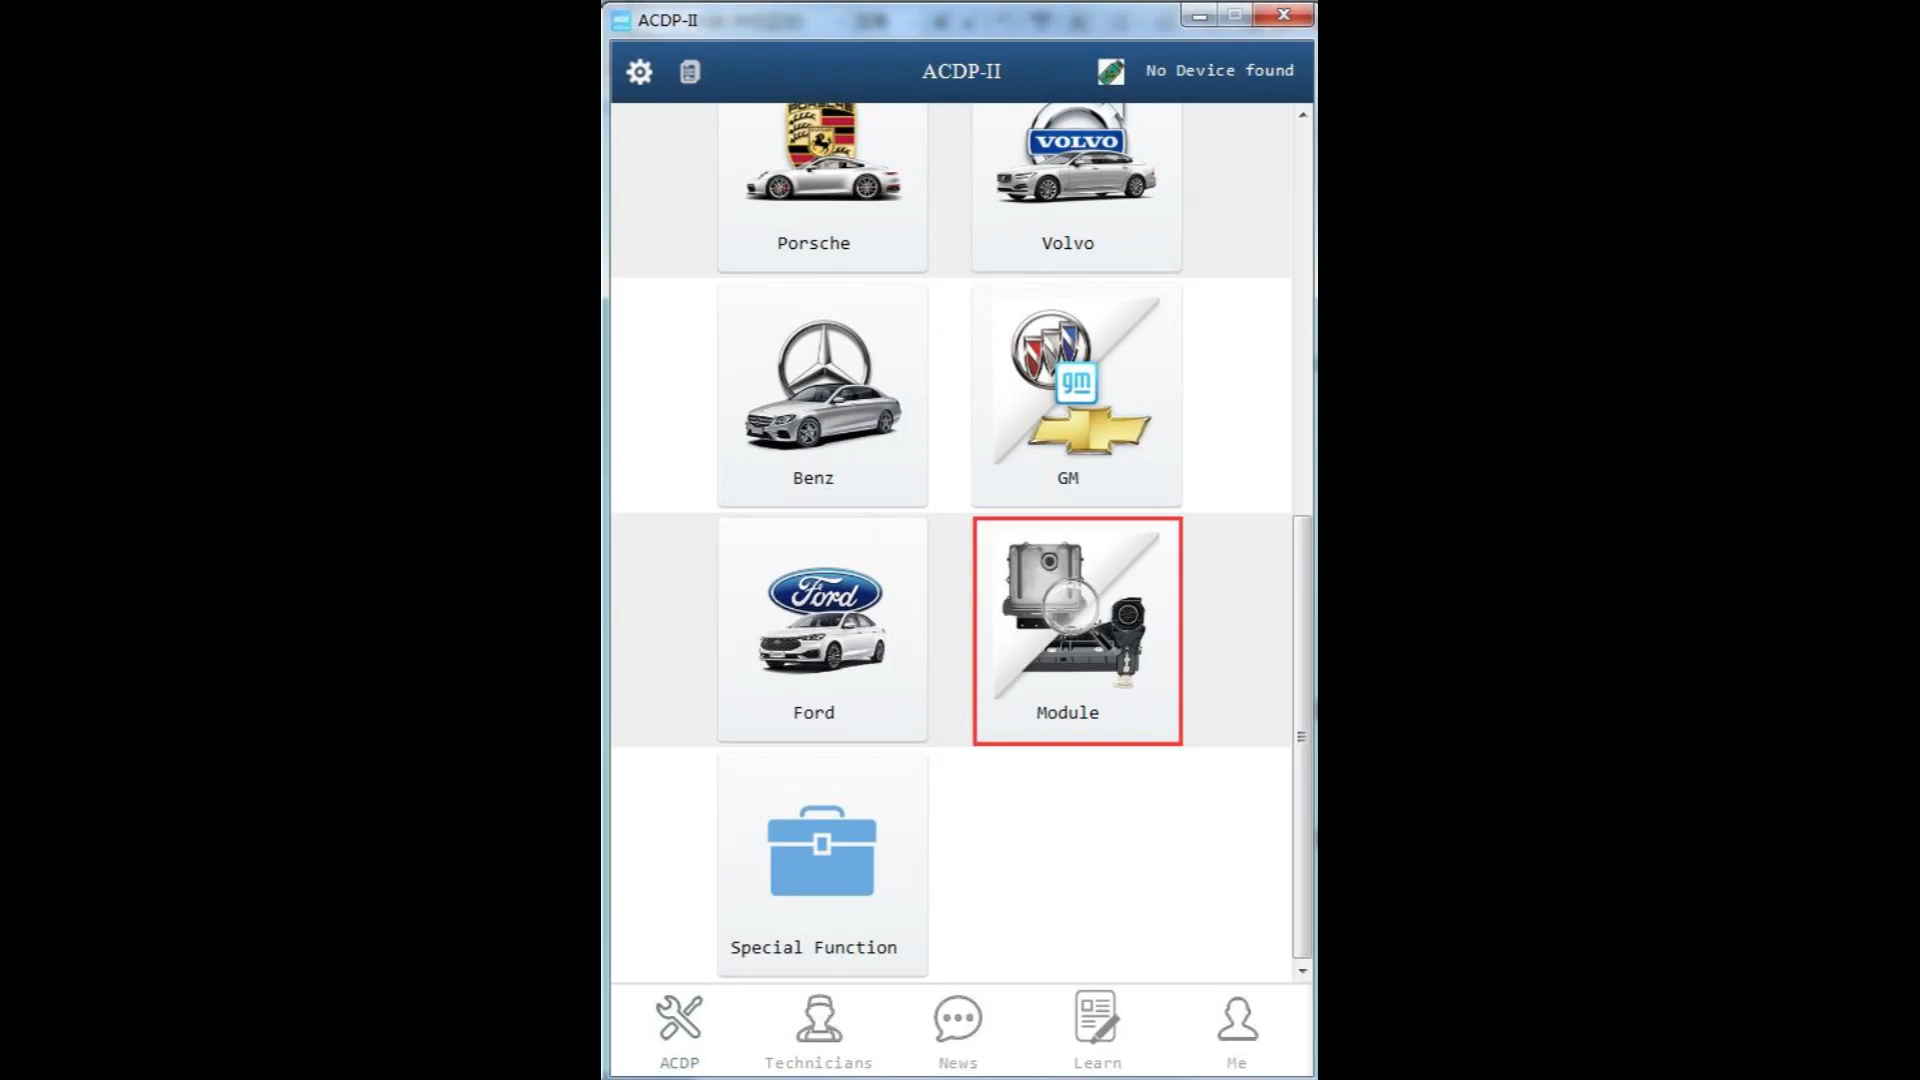 ACDP-II
ACDP-II
No Device found
PORSCHE
VOLVO
Porsche
Volvo
gm
Benz
GM
Ford
Ford
Module
Special Function
ACDP
Technicians
News
Learn
Me